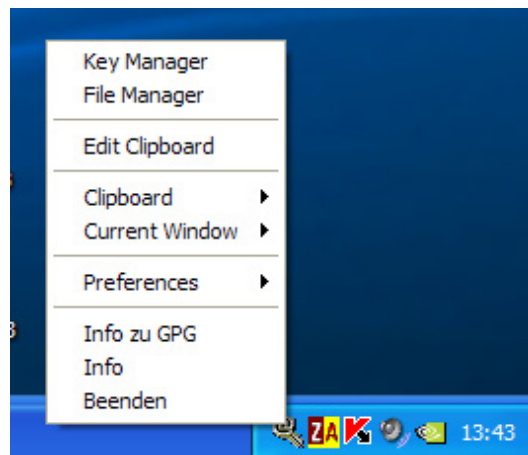 Key Manager
File Manager
Edit Clipboard
Clipboard
Current Window
Preferences
Info zu GPG
Info
Beenden
ZA
13:43